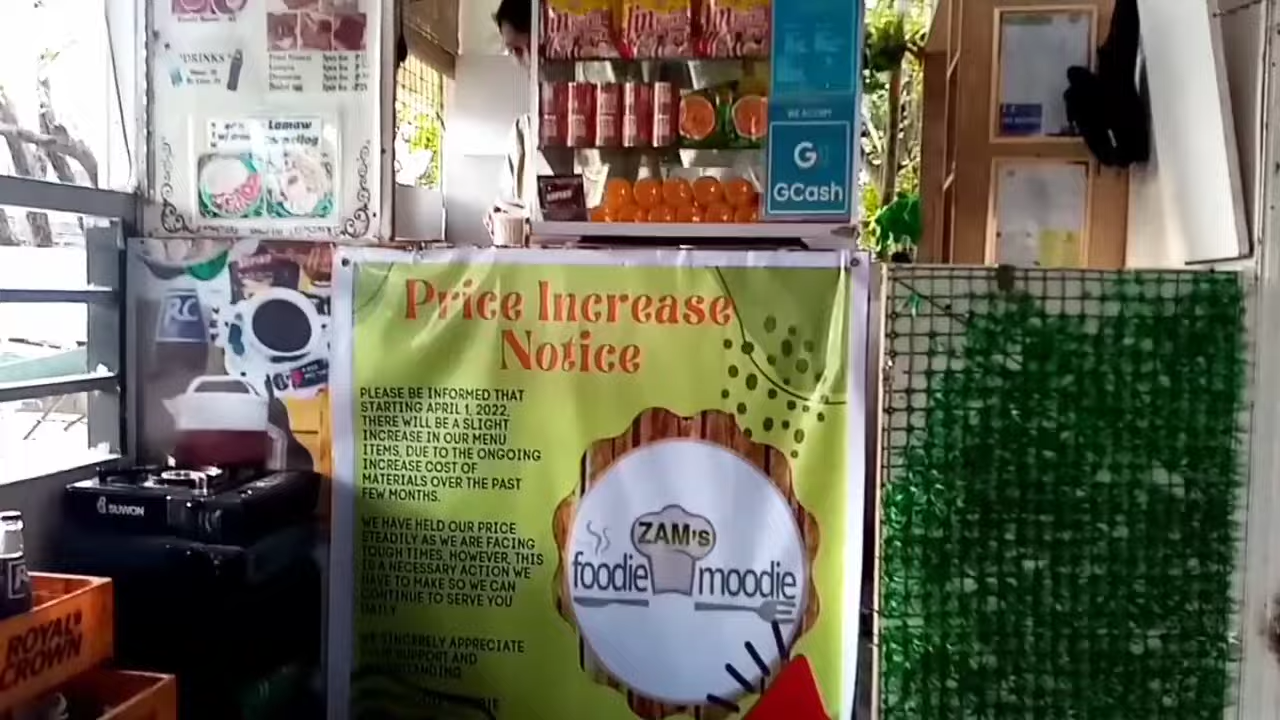 "DRINKS"
Lamaw
WE ACCEPT
G
GCash
RC
Price Increase
Notice
PLEASE BE INFORMED THAT
STARTING APRIL 1, 2022,
THERE WILL BE A SLIGHT
INCREASE IN OUR MENU
ITEMS, DUE TO THE ONGOING
INCREASE COST OF
MATERIALS OVER THE PAST
FEW MONTHS.
WE HAVE HELD OUR PRICE
STEADILY AS WE ARE FACING
TOUGH TIMES, HOWEVER, THIS
IS A NECESSARY ACTION WE
HAVE TO MAKE SO WE CAN
CONTINUE TO SERVE YOU
DAILY
WE SINCERELY APPRECIATE
SUPPORT AND
ZAM's
foodie moodie
SUWON
ROYAL
CROWN